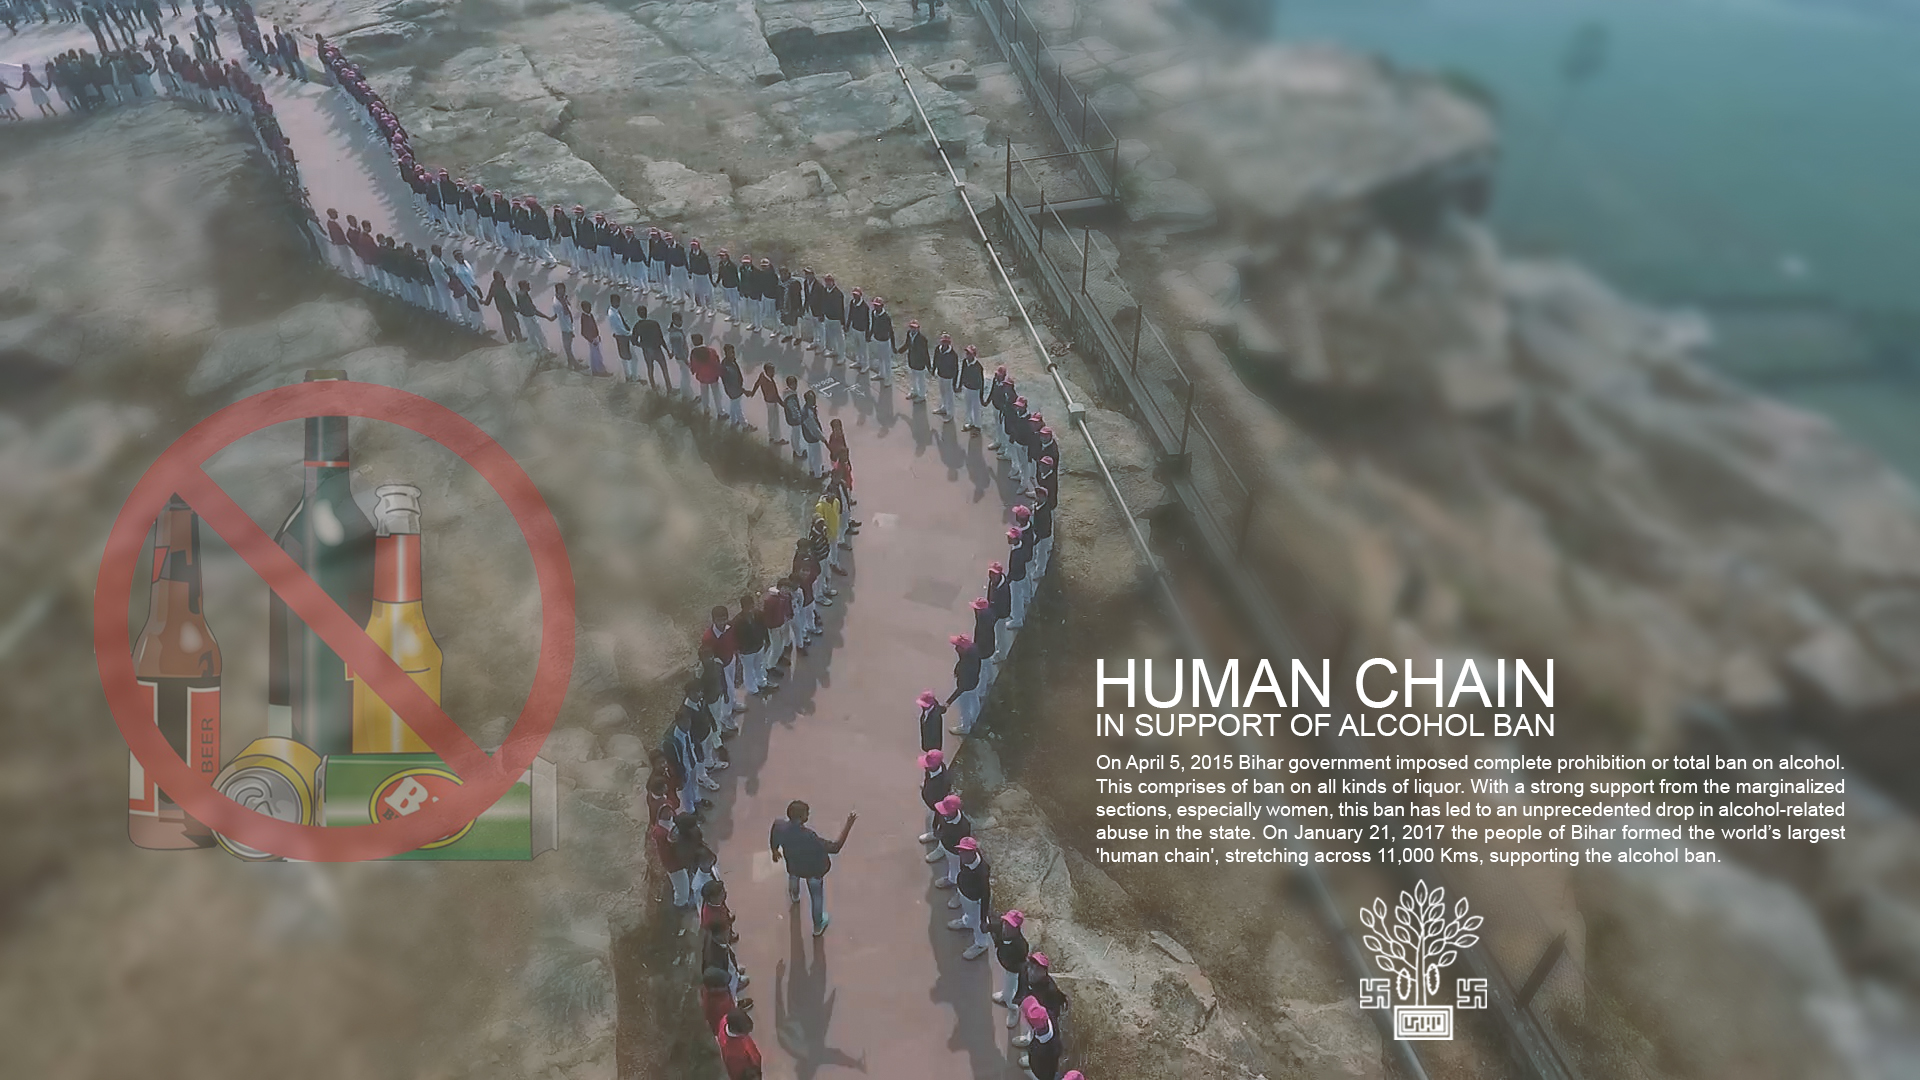 HUMAN CHAIN
IN SUPPORT OF ALCOHOL BAN
On April 5, 2015 Bihar government imposed complete prohibition or total ban on alcohol.
This comprises of ban on all kinds of liquor. With a strong support from the marginalized
sections, especially women, this ban has led to an unprecedented drop in alcohol-related
abuse in the state. On January 21, 2017 the people of Bihar formed the world’s largest
'human chain', stretching across 11,000 Kms, supporting the alcohol ban.
BEER